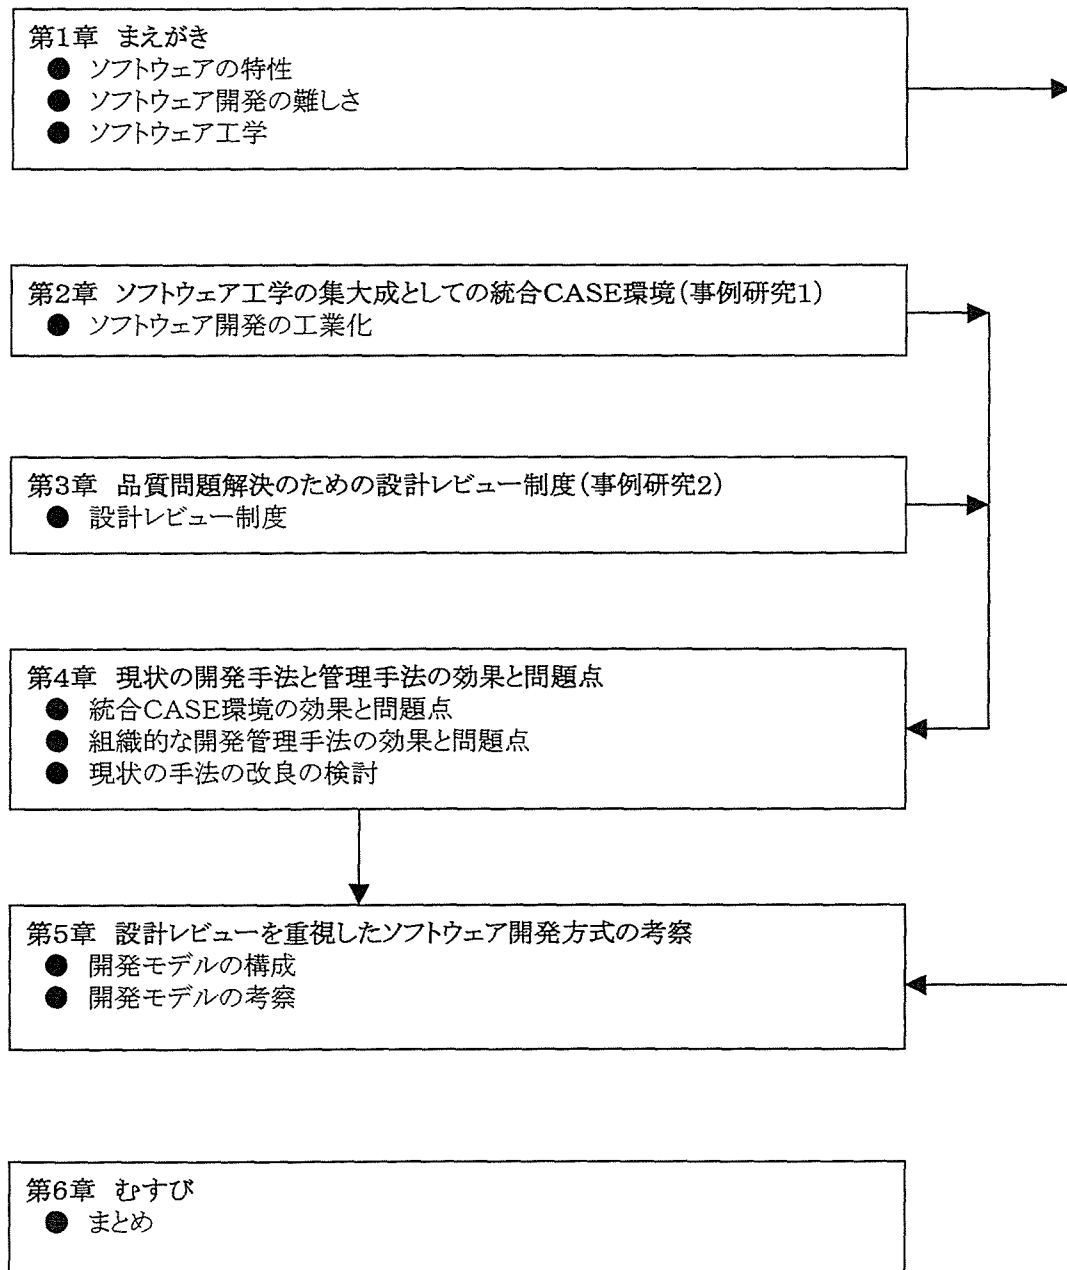 第1章 まえがき
● ソフトウェアの特性
● ソフトウェア開発の難しさ
● ソフトウェア工学
第2章 ソフトウェア工学の集大成としての統合CASE環境(事例研究1)
● ソフトウェア開発の工業化
第3章 品質問題解決のための設計レビュー制度(事例研究2)
● 設計レビュー制度
第4章 現状の開発手法と管理手法の効果と問題点
● 統合CASE環境の効果と問題点
● 組織的な開発管理手法の効果と問題点
● 現状の手法の改良の検討
第5章 設計レビューを重視したソフトウェア開発方式の考察
● 開発モデルの構成
● 開発モデルの考察
第6章 むすび
● まとめ